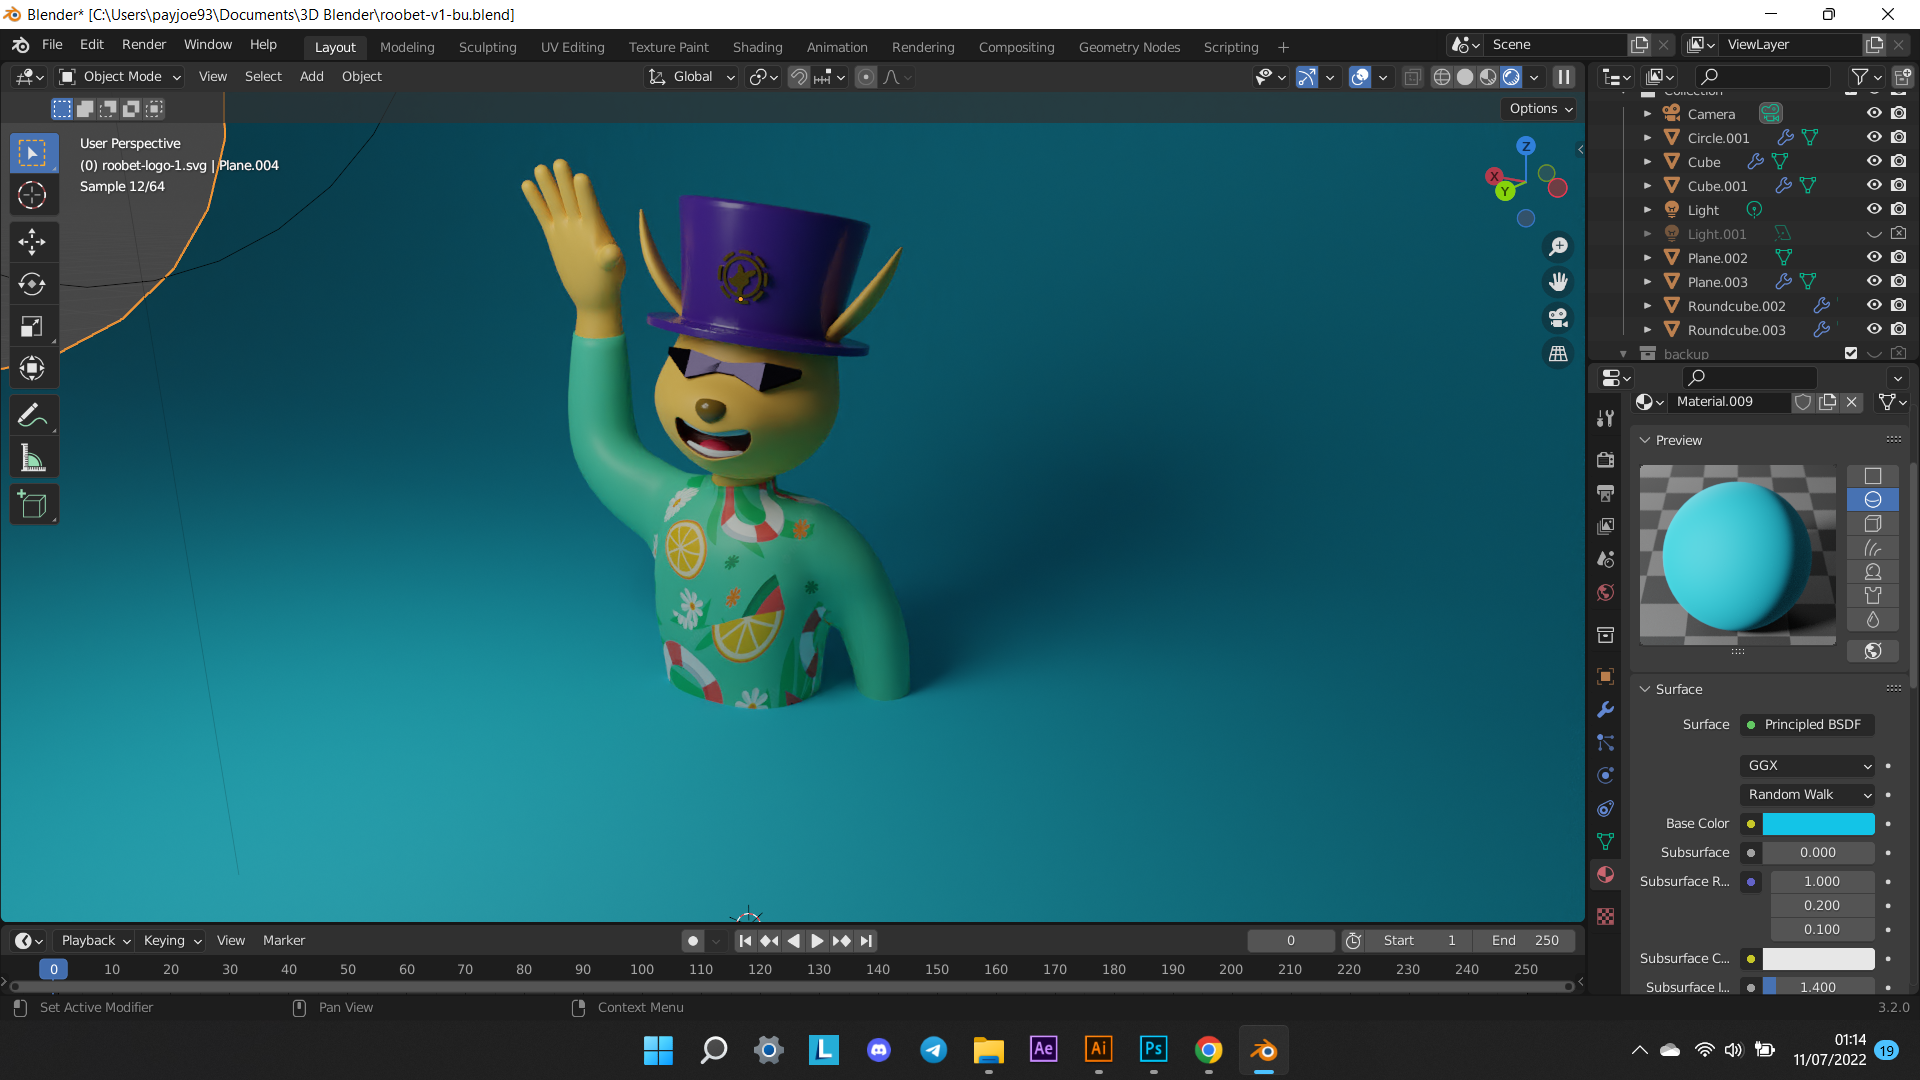 Blender* [C:\Users\payjoe93\Documents\3D Blender\roobet-v1-bu.blend]
File Edit Render Window Help Layout Modeling Sculpting UV Editing Texture Paint Shading Animation Rendering Compositing Geometry Nodes Scripting + Scene ViewLayer
Object Mode View Select Add Object Global
Options
User Perspective
(0) roobet-logo-1.svg | Plane.004
Sample 12/64
Z
X
Y
Collection
Camera
Circle.001
Cube
Cube.001
Light
Light.001
Plane.002
Plane.003
Roundcube.002
Roundcube.003
backup
Material.009
Preview
Surface
Surface Principled BSDF
GGX
Random Walk
Base Color
Subsurface 0.000
Subsurface R... 1.000
0.200
0.100
Subsurface C...
Subsurface I... 1.400
Playback Keying View Marker 0 Start 1 End 250
0 10 20 30 40 50 60 70 80 90 100 110 120 130 140 150 160 170 180 190 200 210 220 230 240 250
Set Active Modifier Pan View Context Menu 3.2.0
L Ae Ai Ps
01:14
11/07/2022 19